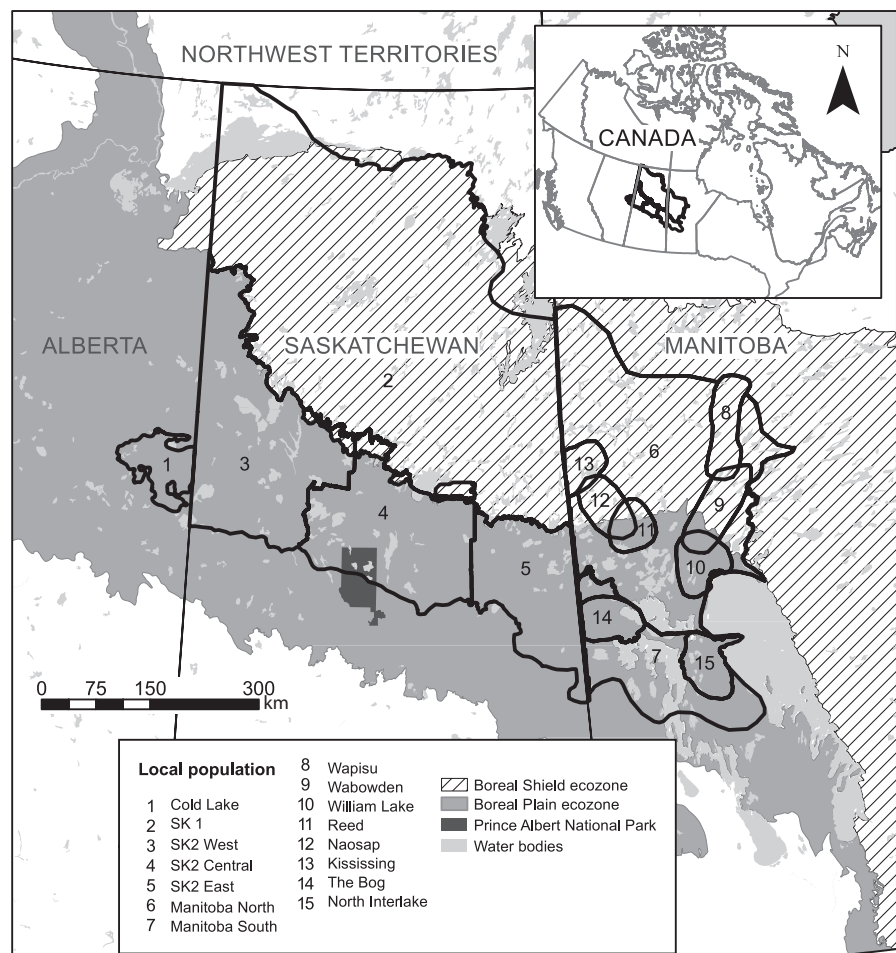 NORTHWEST TERRITORIES
N
CANADA
ALBERTA
SASKATCHEWAN
MANITOBA
2
8
1
3
6
13
12
9
4
11
5
10
14
7
15
0 75 150 300
km
Local population
1 Cold Lake
2 SK 1
3 SK2 West
4 SK2 Central
5 SK2 East
6 Manitoba North
7 Manitoba South
8 Wapisu
9 Wabowden
10 William Lake
11 Reed
12 Naosap
13 Kississing
14 The Bog
15 North Interlake
Boreal Shield ecozone
Boreal Plain ecozone
Prince Albert National Park
Water bodies